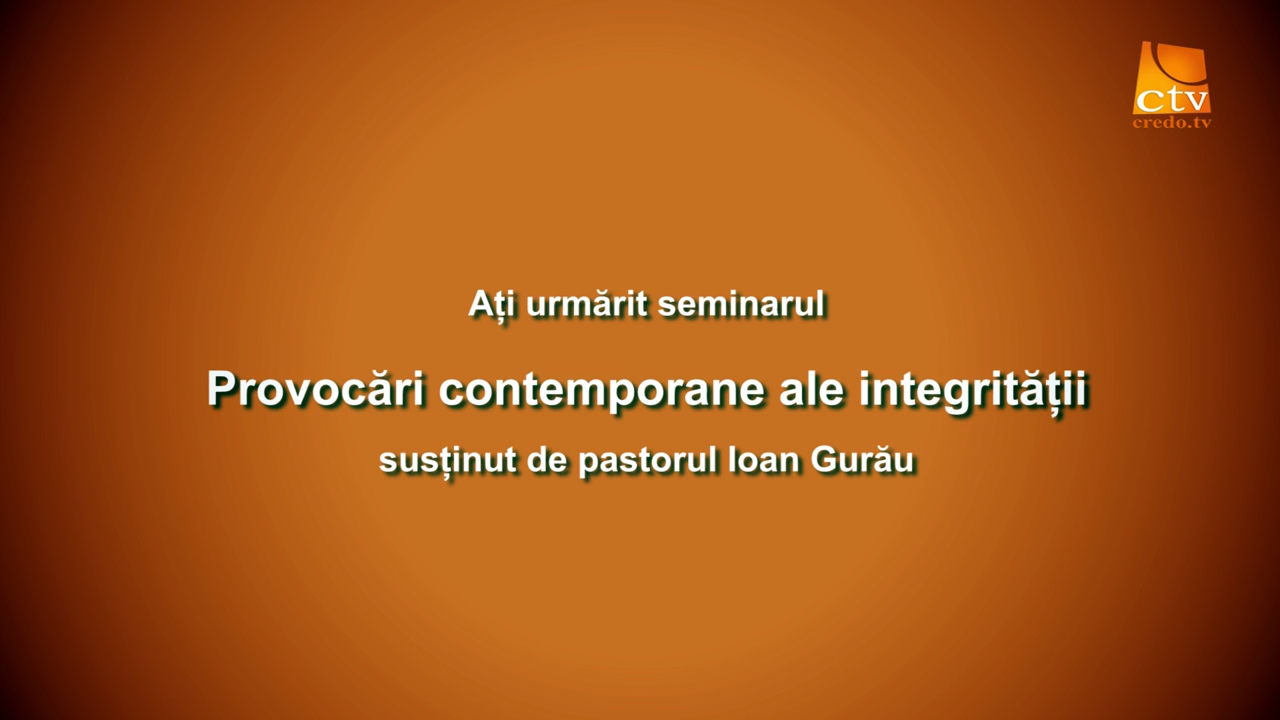 ctv
credo.tv
Ați urmărit seminarul
Provocări contemporane ale integrității
susținut de pastorul Ioan Gurău